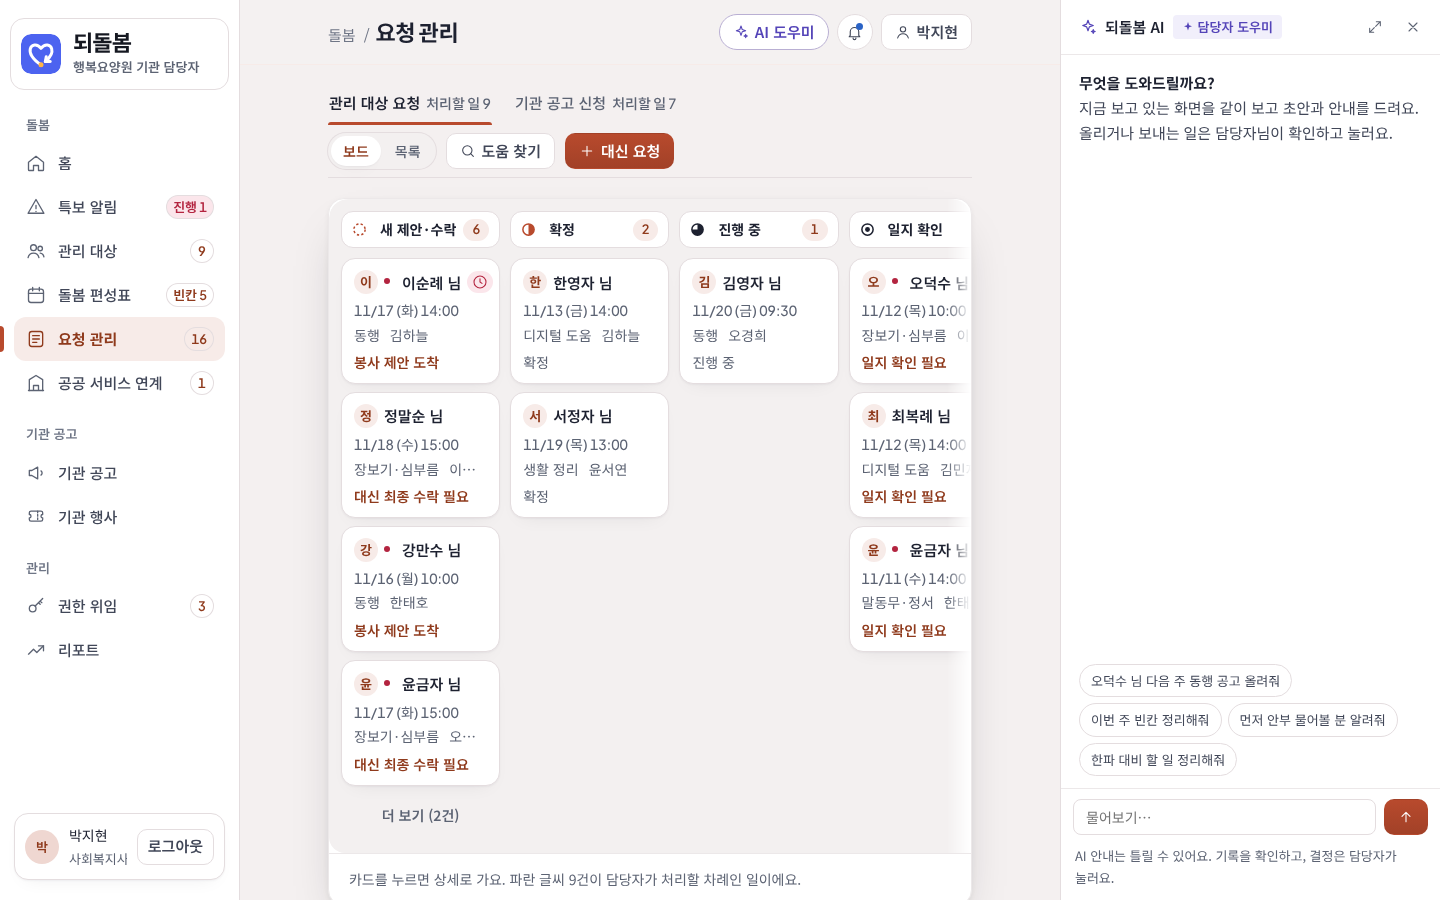 되돌봄
행복요양원 기관 담당자
돌봄
홈
특보 알림 진행 1
관리 대상 9
돌봄 편성표 빈칸 5
요청 관리 16
공공 서비스 연계 1
기관 공고
기관 공고
기관 행사
관리
권한 위임 3
리포트
박 박지현
사회복지사
로그아웃
돌봄 / 요청 관리
AI 도우미
박지현
관리 대상 요청 처리할 일 9 기관 공고 신청 처리할 일 7
보드 목록 도움 찾기 + 대신 요청
새 제안·수락 6
이 이순례 님
11/17 (화) 14:00
동행 김하늘
봉사 제안 도착
정 정말순 님
11/18 (수) 15:00
장보기·심부름 이…
대신 최종 수락 필요
강 강만수 님
11/16 (월) 10:00
동행 한태호
봉사 제안 도착
윤 윤금자 님
11/17 (화) 15:00
장보기·심부름 오…
대신 최종 수락 필요
더 보기 (2건)
확정 2
한 한영자 님
11/13 (금) 14:00
디지털 도움 김하늘
확정
서 서정자 님
11/19 (목) 13:00
생활 정리 윤서연
확정
진행 중 1
김 김영자 님
11/20 (금) 09:30
동행 오경희
진행 중
일지 확인
오 오덕수 님
11/12 (목) 10:00
장보기·심부름 이
일지 확인 필요
최 최복례 님
11/12 (목) 14:00
디지털 도움 김민
일지 확인 필요
윤 윤금자 님
11/11 (수) 14:00
말동무·정서 한태
일지 확인 필요
카드를 누르면 상세로 가요. 파란 글씨 9건이 담당자가 처리할 차례인 일이에요.
되돌봄 AI 담당자 도우미
무엇을 도와드릴까요?
지금 보고 있는 화면을 같이 보고 초안과 안내를 드려요.
올리거나 보내는 일은 담당자님이 확인하고 눌러요.
오덕수 님 다음 주 동행 공고 올려줘
이번 주 빈칸 정리해줘 먼저 안부 물어볼 분 알려줘
한파 대비 할 일 정리해줘
물어보기…
AI 안내는 틀릴 수 있어요. 기록을 확인하고, 결정은 담당자가
눌러요.